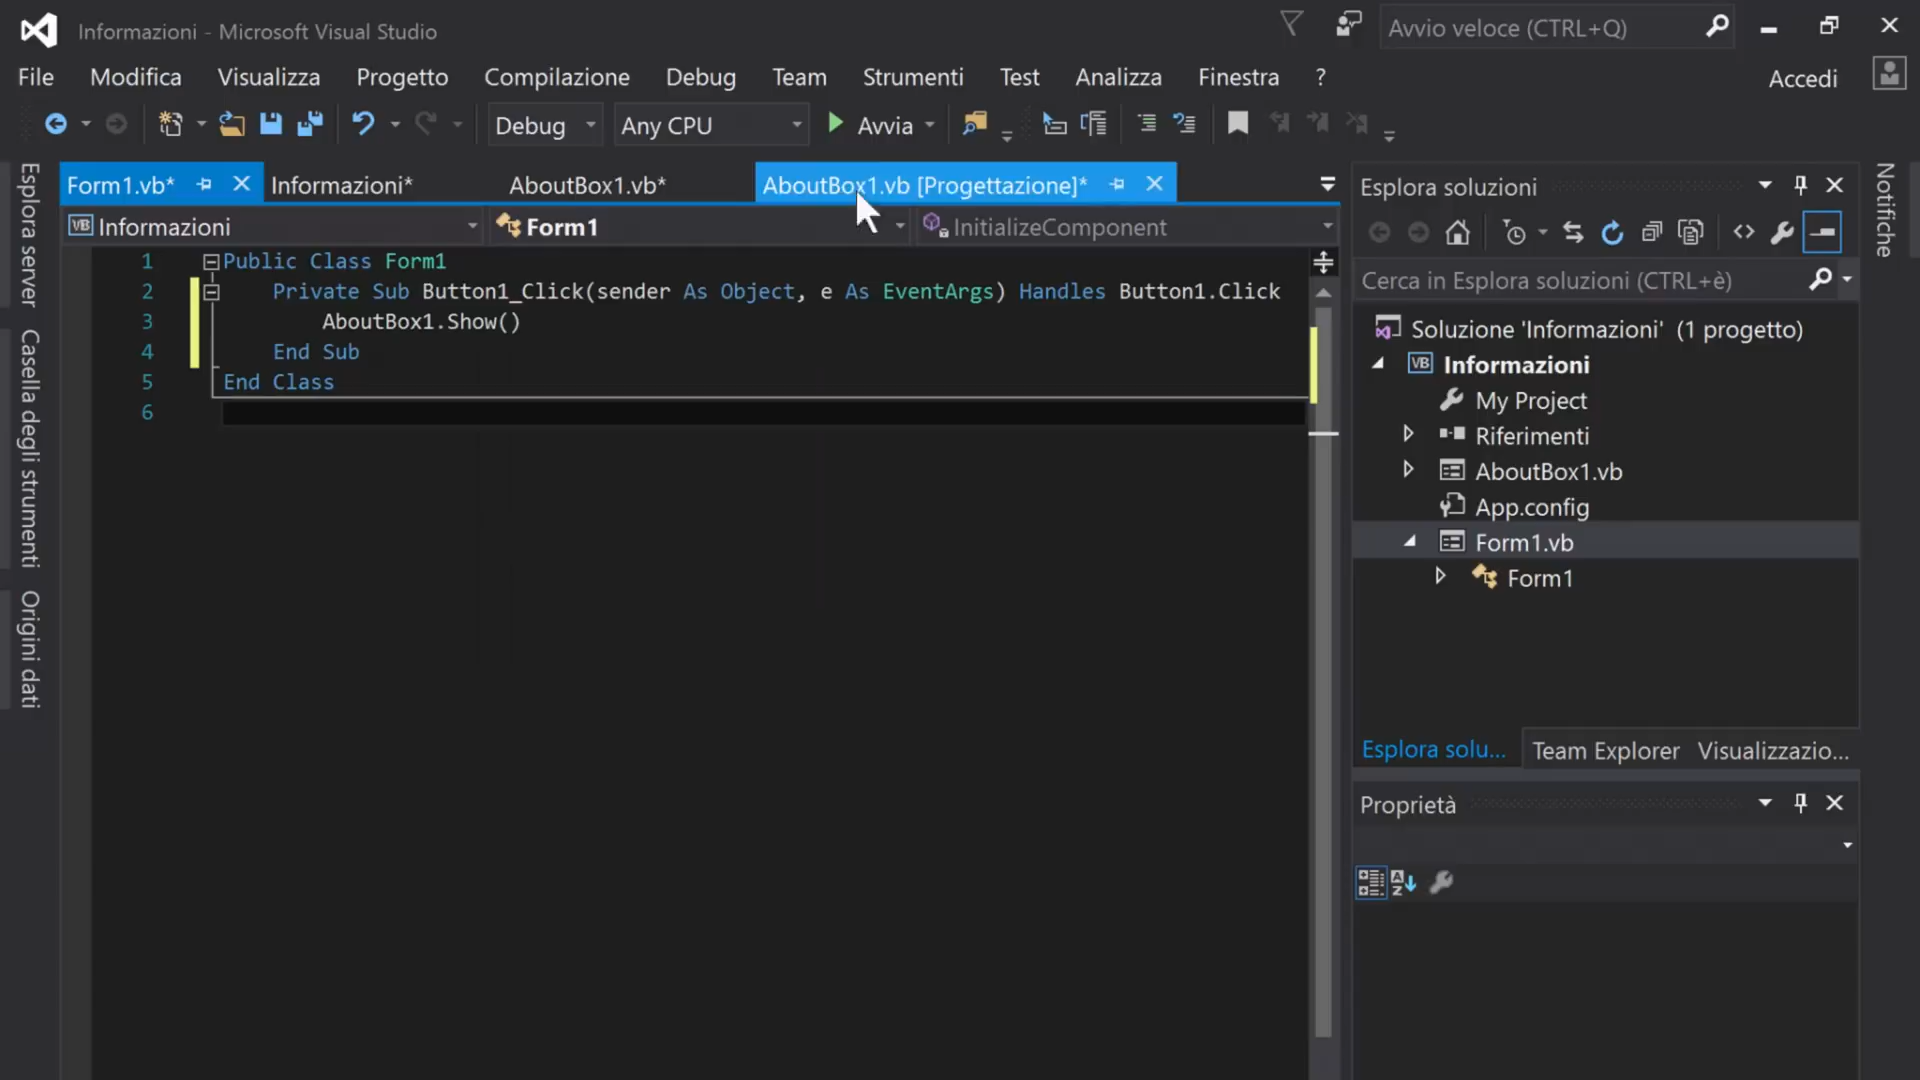 Informazioni - Microsoft Visual Studio
Avvio veloce (CTRL+Q)
File Modifica Visualizza Progetto Compilazione Debug Team Strumenti Test Analizza Finestra ?
Accedi
Debug Any CPU Avvia
Form1.vb* Informazioni* AboutBox1.vb* AboutBox1.vb [Progettazione]*
Informazioni Form1 InitializeComponent
1 Public Class Form1
2 Private Sub Button1_Click(sender As Object, e As EventArgs) Handles Button1.Click
3 AboutBox1.Show()
4 End Sub
5 End Class
6
Esplora server
Casella degli strumenti
Origini dati
Esplora soluzioni
Cerca in Esplora soluzioni (CTRL+è)
Soluzione 'Informazioni' (1 progetto)
VB Informazioni
My Project
Riferimenti
AboutBox1.vb
App.config
Form1.vb
Form1
Esplora solu... Team Explorer Visualizzazio...
Proprietà
Notifiche